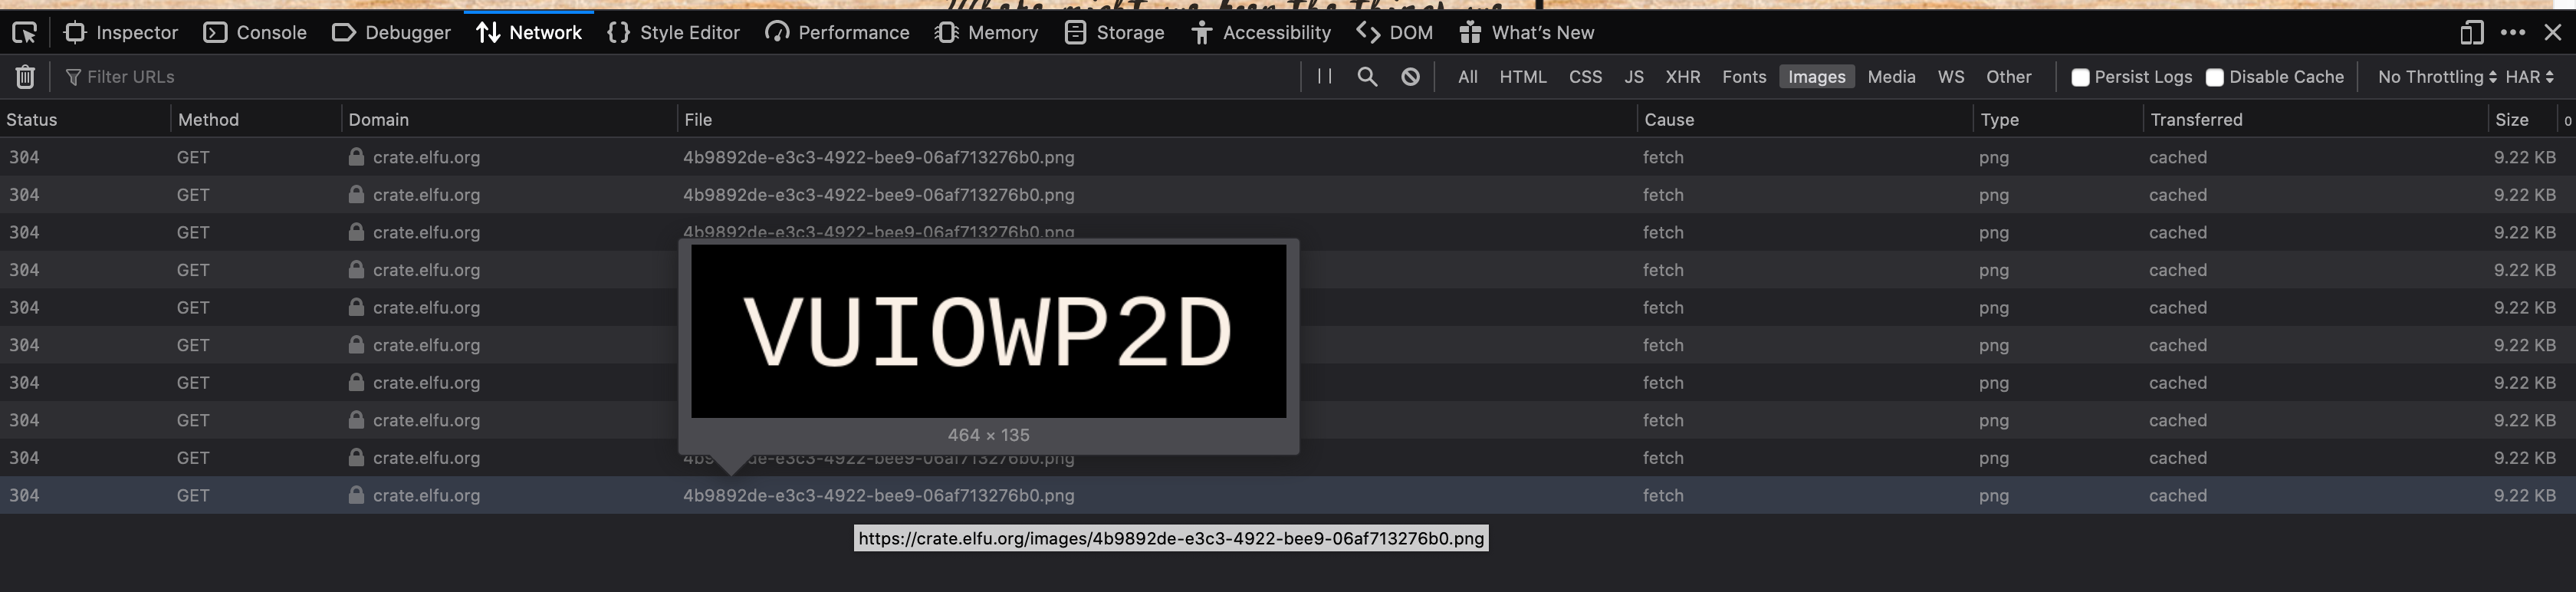 Inspector Console Debugger Network Style Editor Performance Memory Storage Accessibility DOM What's New
Filter URLs All HTML CSS JS XHR Fonts Images Media WS Other Persist Logs Disable Cache No Throttling HAR
Status Method Domain File Cause Type Transferred Size 0
304 GET crate.elfu.org 4b9892de-e3c3-4922-bee9-06af713276b0.png fetch png cached 9.22 KB
304 GET crate.elfu.org 4b9892de-e3c3-4922-bee9-06af713276b0.png fetch png cached 9.22 KB
304 GET crate.elfu.org 4b9892de-e3c3-4922-bee9-06af713276b0.png fetch png cached 9.22 KB
304 GET crate.elfu.org fetch png cached 9.22 KB
304 GET crate.elfu.org fetch png cached 9.22 KB
VUIOWP2D
304 GET crate.elfu.org fetch png cached 9.22 KB
304 GET crate.elfu.org fetch png cached 9.22 KB
304 GET crate.elfu.org fetch png cached 9.22 KB
464 × 135
304 GET crate.elfu.org fetch png cached 9.22 KB
304 GET crate.elfu.org 4b9892de-e3c3-4922-bee9-06af713276b0.png fetch png cached 9.22 KB
https://crate.elfu.org/images/4b9892de-e3c3-4922-bee9-06af713276b0.png